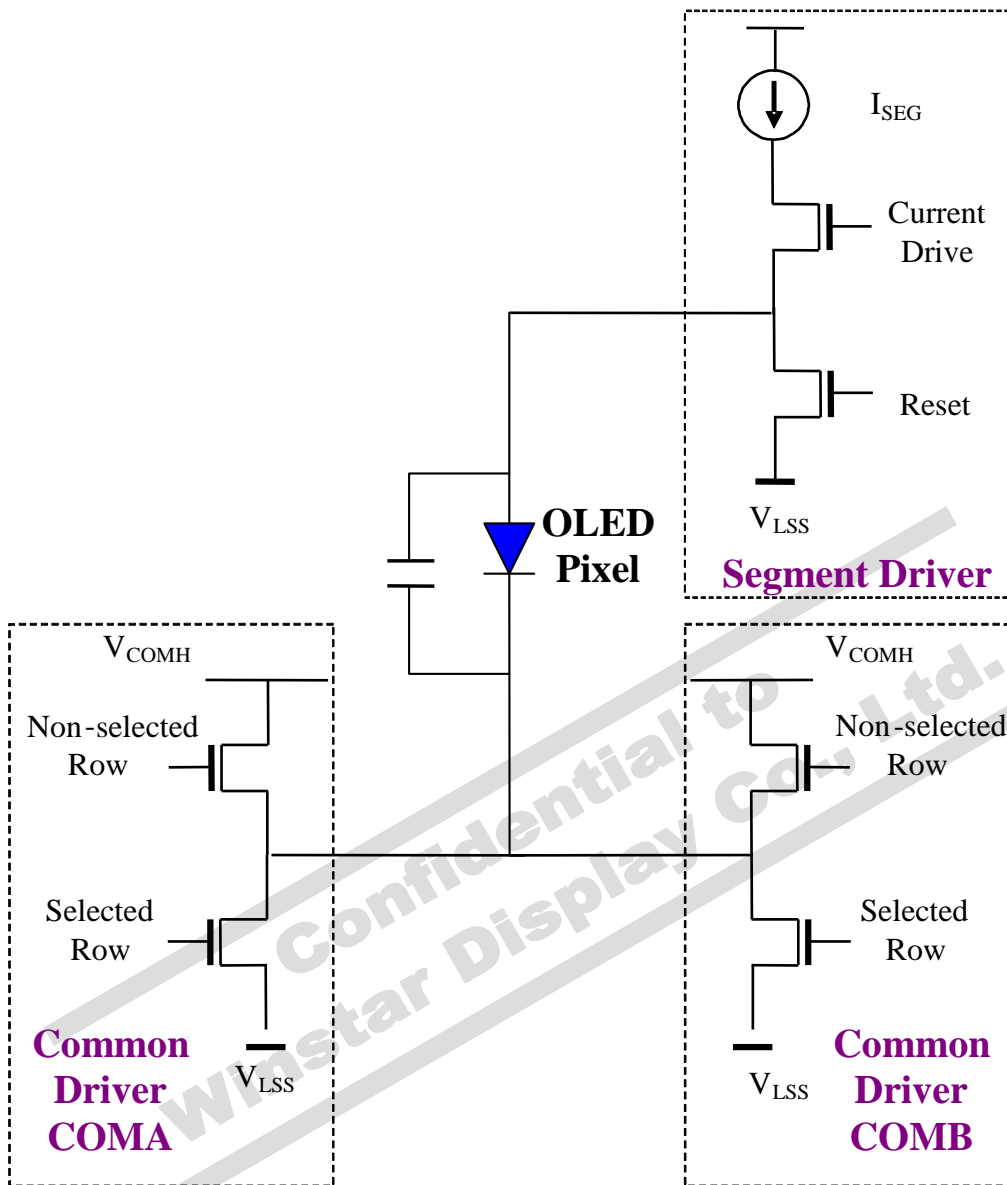 I_SEG
Current
Drive
Reset
V_LSS
Segment Driver
OLED
Pixel
V_COMH
Non-selected
Row
Selected
Row
V_LSS
Common
Driver
COMA
V_COMH
Non-selected
Row
Selected
Row
V_LSS
Common
Driver
COMB
Confidential to
Winstar Display Co., Ltd.